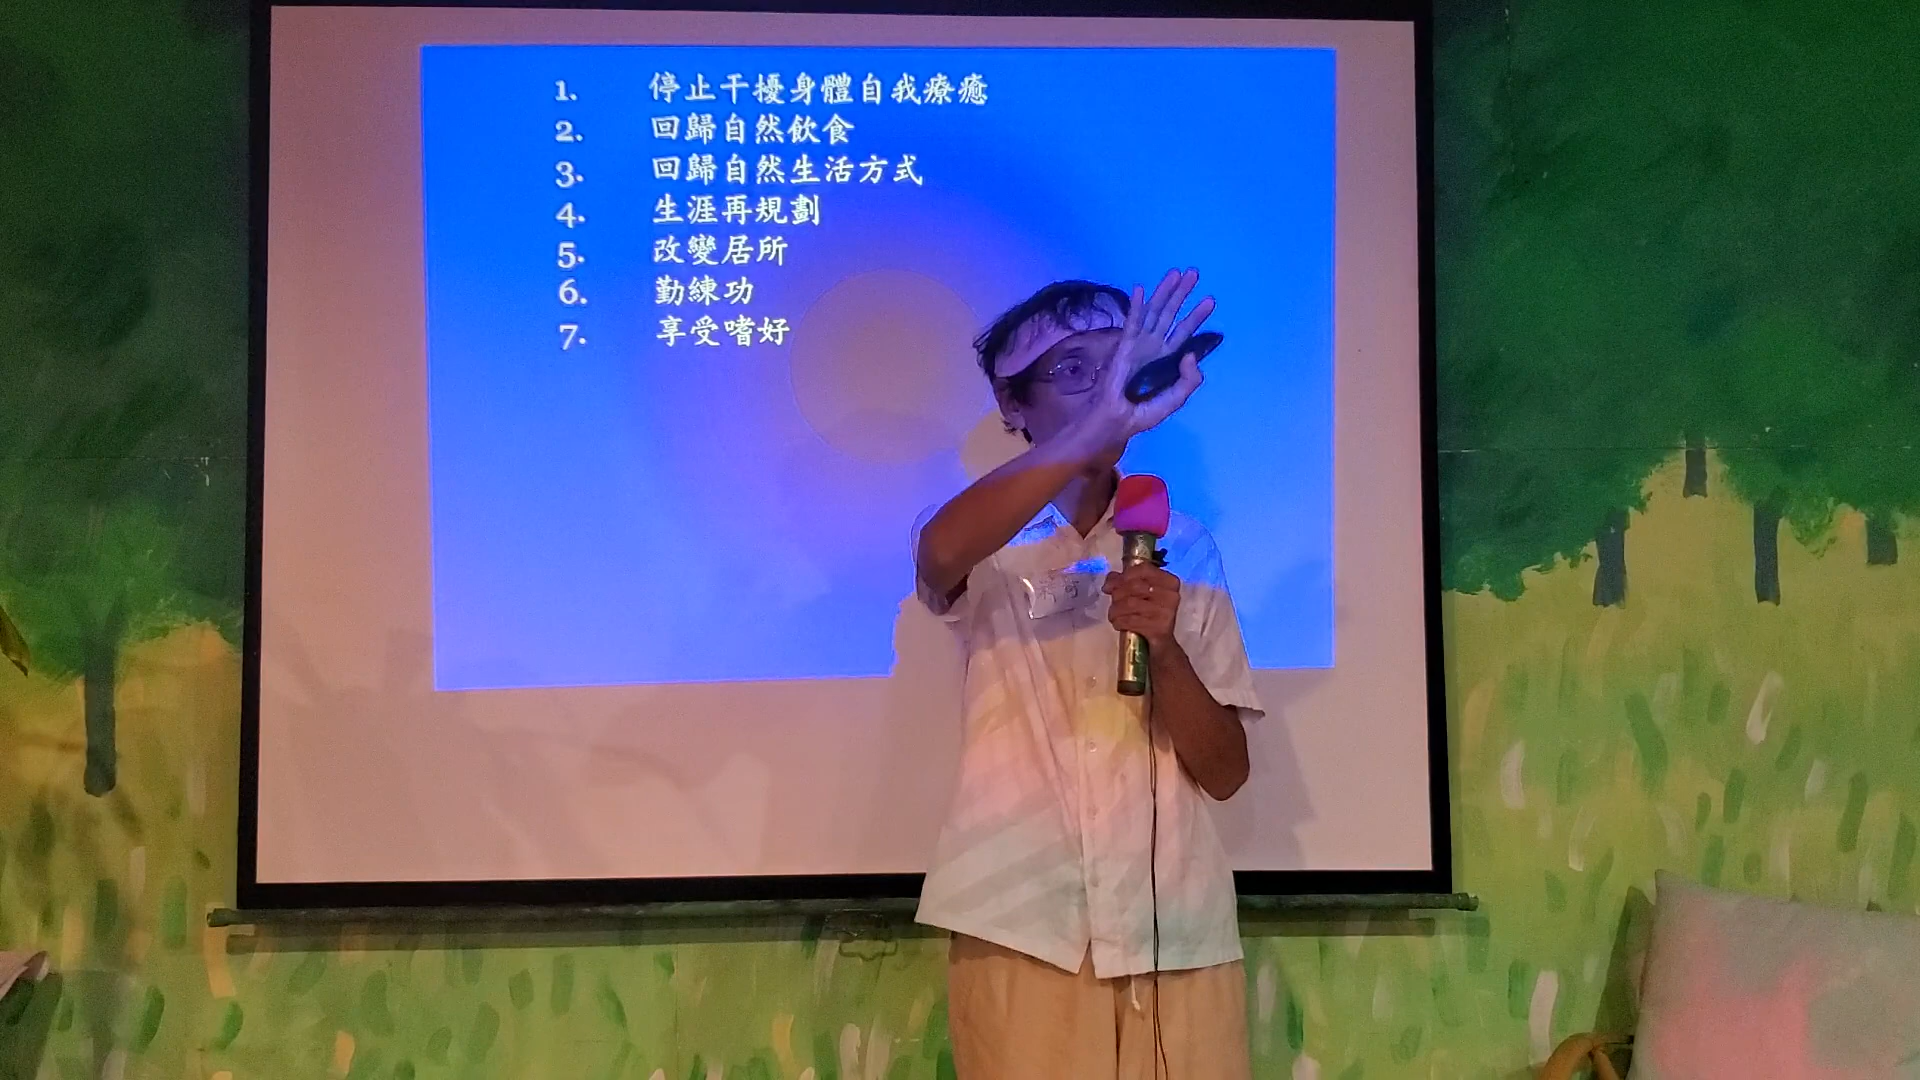 1. 停止干擾身體自我療癒
2. 回歸自然飲食
3. 回歸自然生活方式
4. 生涯再規劃
5. 改變居所
6. 勤練功
7. 享受嗜好